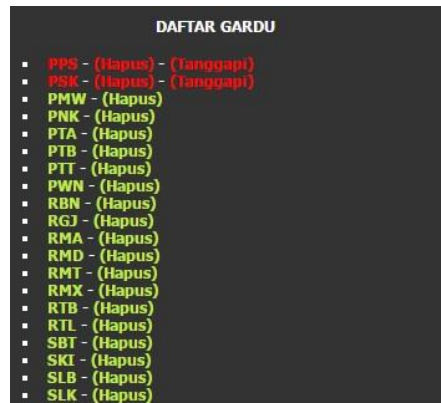 DAFTAR GARDU
PPS - (Hapus) - (Tanggapi)
PSK - (Hapus) - (Tanggapi)
PMW - (Hapus)
PNK - (Hapus)
PTA - (Hapus)
PTB - (Hapus)
PTT - (Hapus)
PWN - (Hapus)
RBN - (Hapus)
RGJ - (Hapus)
RMA - (Hapus)
RMD - (Hapus)
RMT - (Hapus)
RMX - (Hapus)
RTB - (Hapus)
RTL - (Hapus)
SBT - (Hapus)
SKI - (Hapus)
SLB - (Hapus)
SLK - (Hapus)